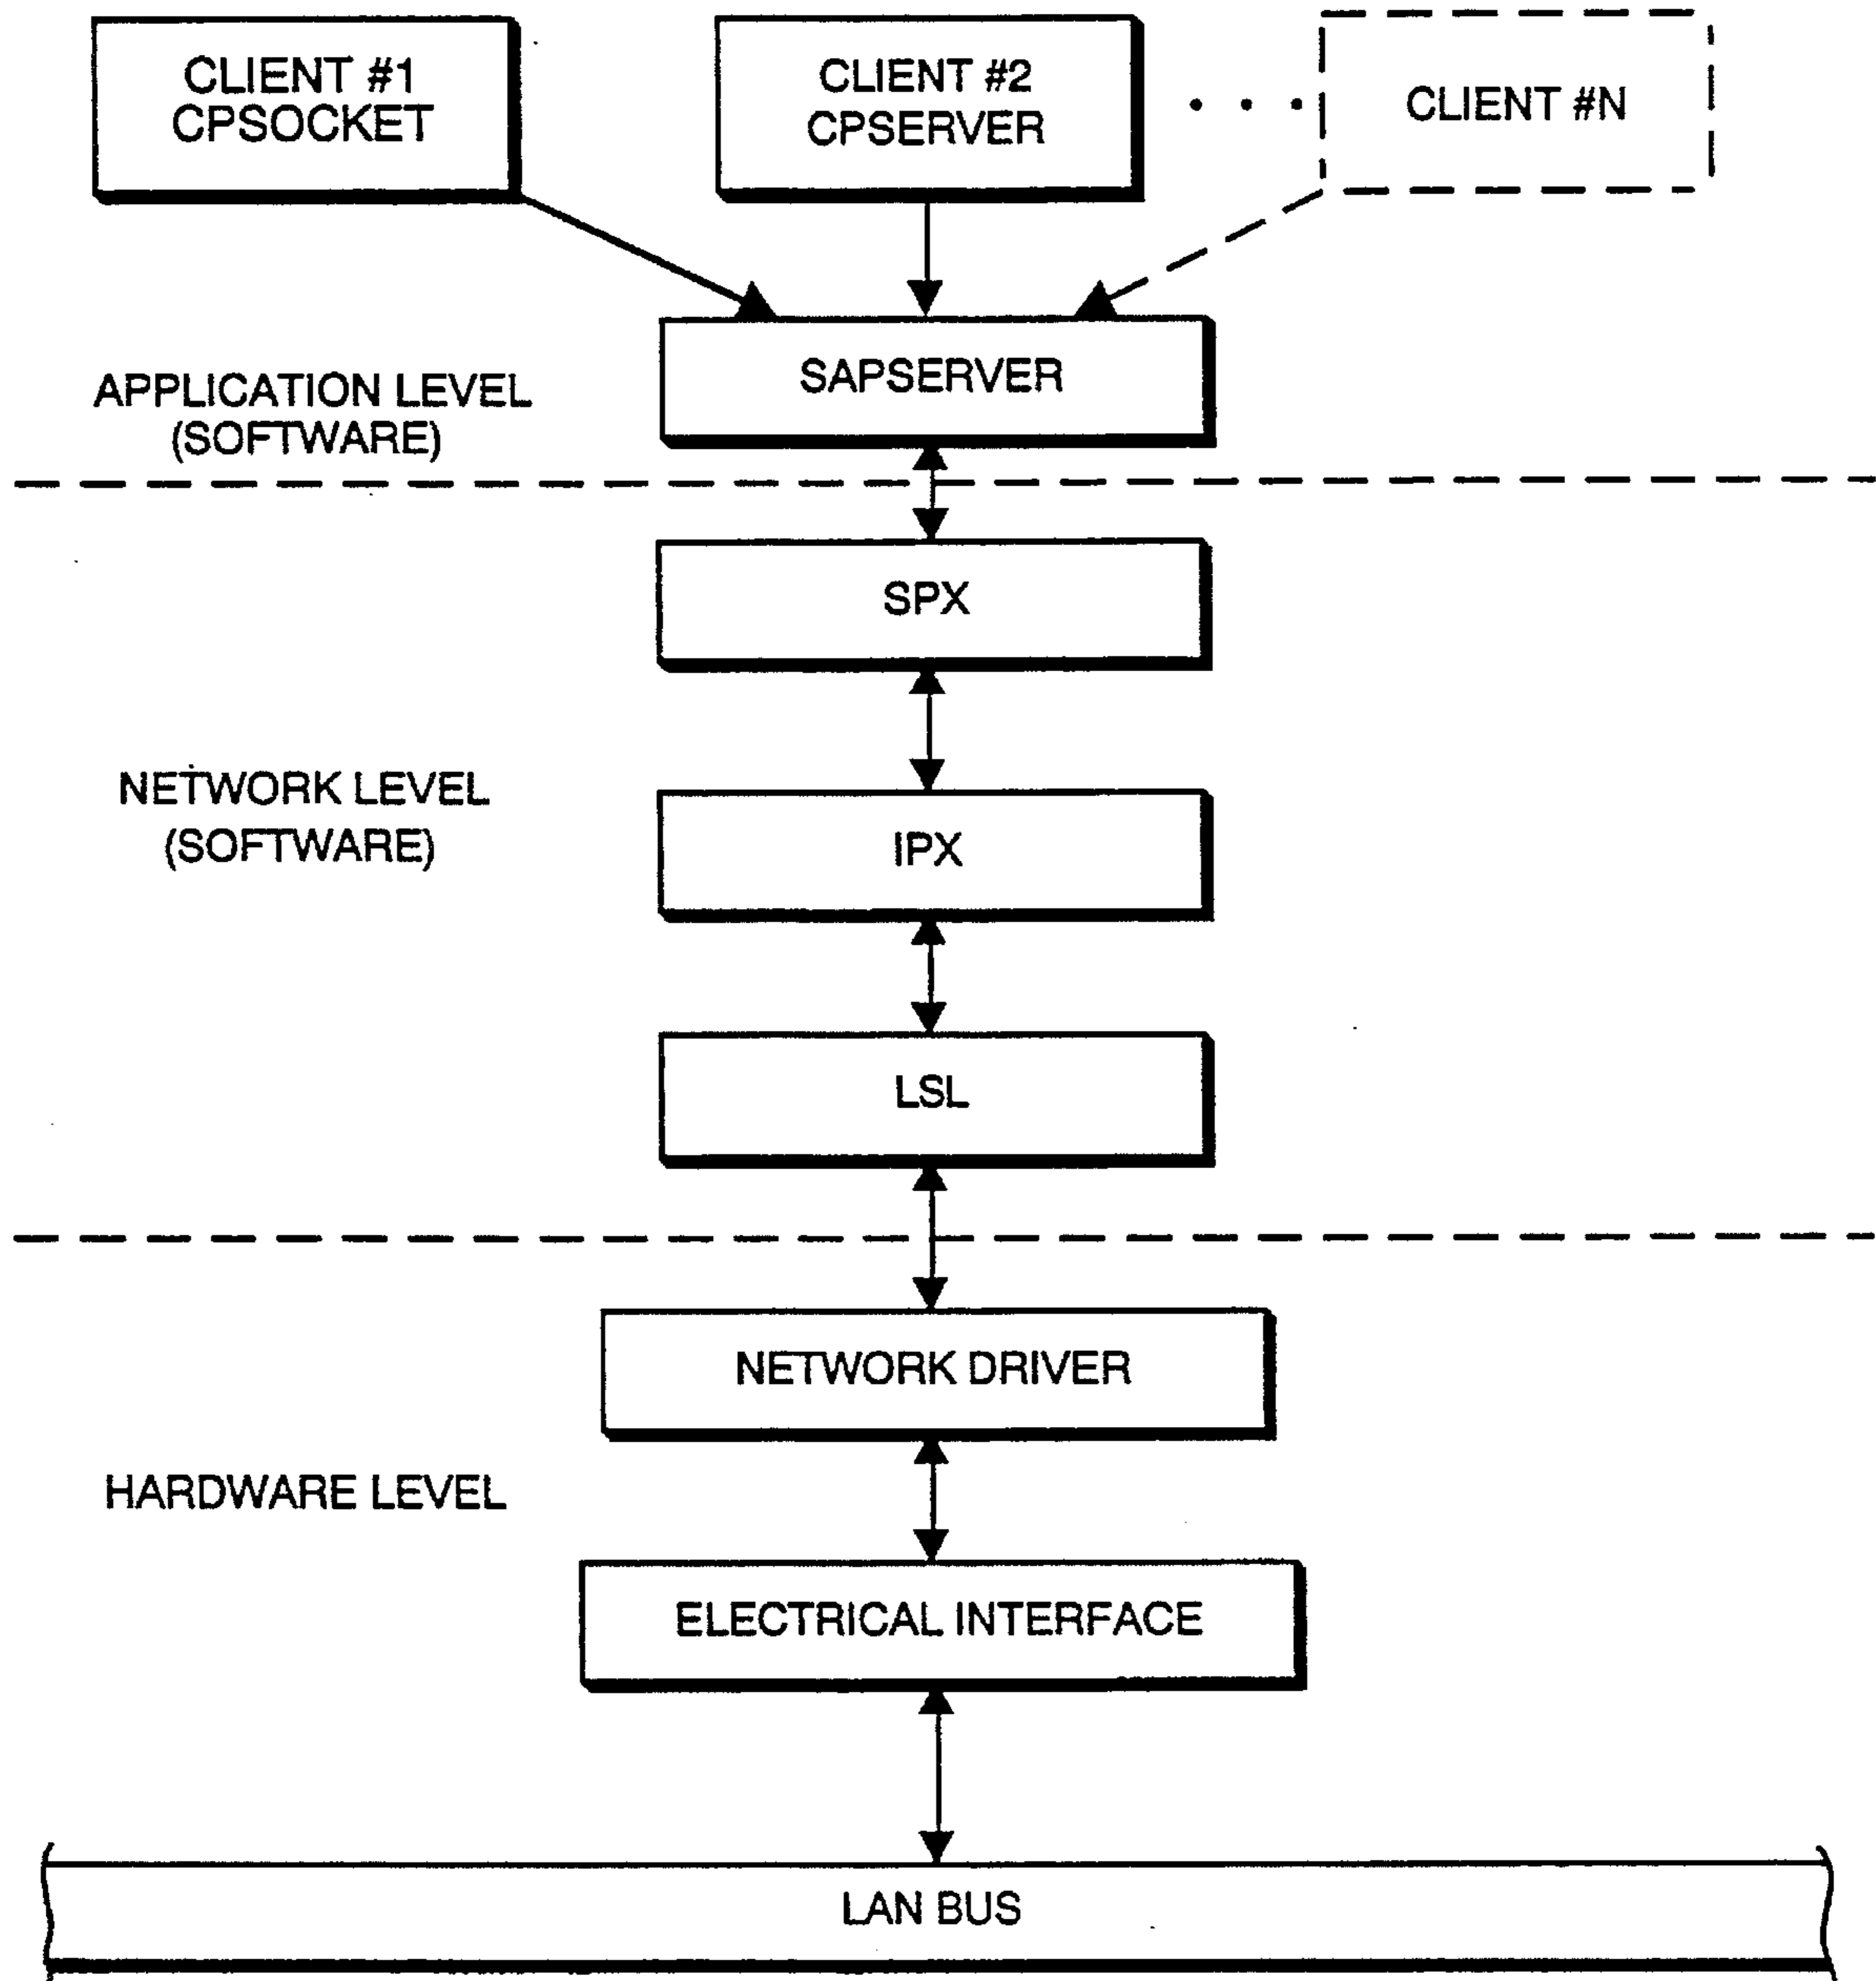 CLIENT #1
CPSOCKET
CLIENT #2
CPSERVER
CLIENT #N
SAPSERVER
APPLICATION LEVEL
(SOFTWARE)
SPX
NETWORK LEVEL
(SOFTWARE)
IPX
LSL
NETWORK DRIVER
HARDWARE LEVEL
ELECTRICAL INTERFACE
LAN BUS